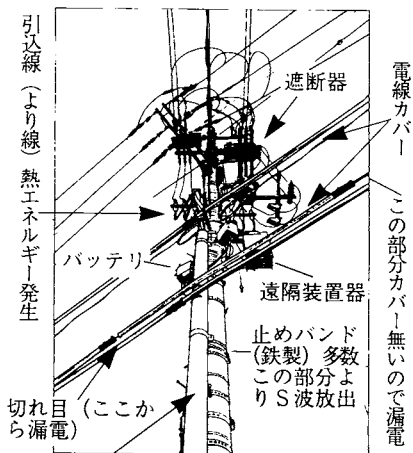 引込線（より線）熱エネルギー発生
遮断器
電線カバー
この部分カバー無いので漏電
バッテリ
遠隔装置器
止めバンド
(鉄製) 多数
この部分よ
りS波放出
切れ目（ここか
ら漏電）